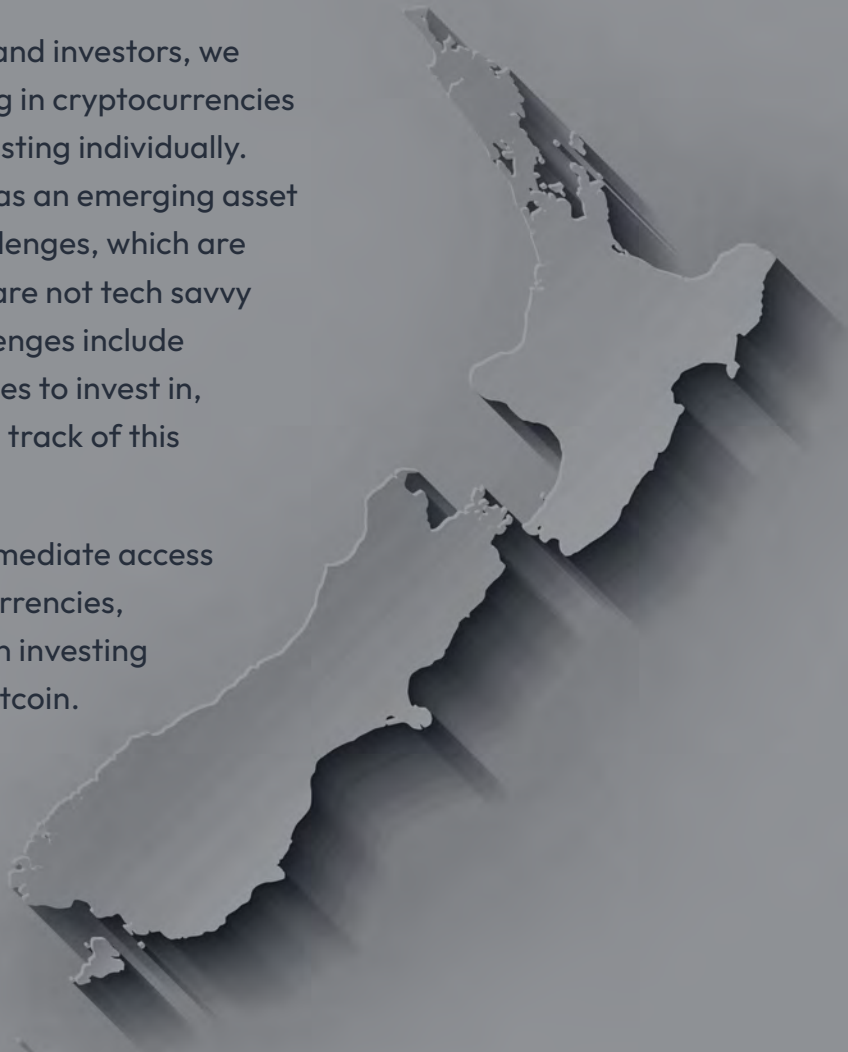 and investors, we
g in cryptocurrencies
sting individually.
as an emerging asset
lenges, which are
are not tech savvy
enges include
es to invest in,
track of this
mediate access
rrencies,
n investing
tcoin.